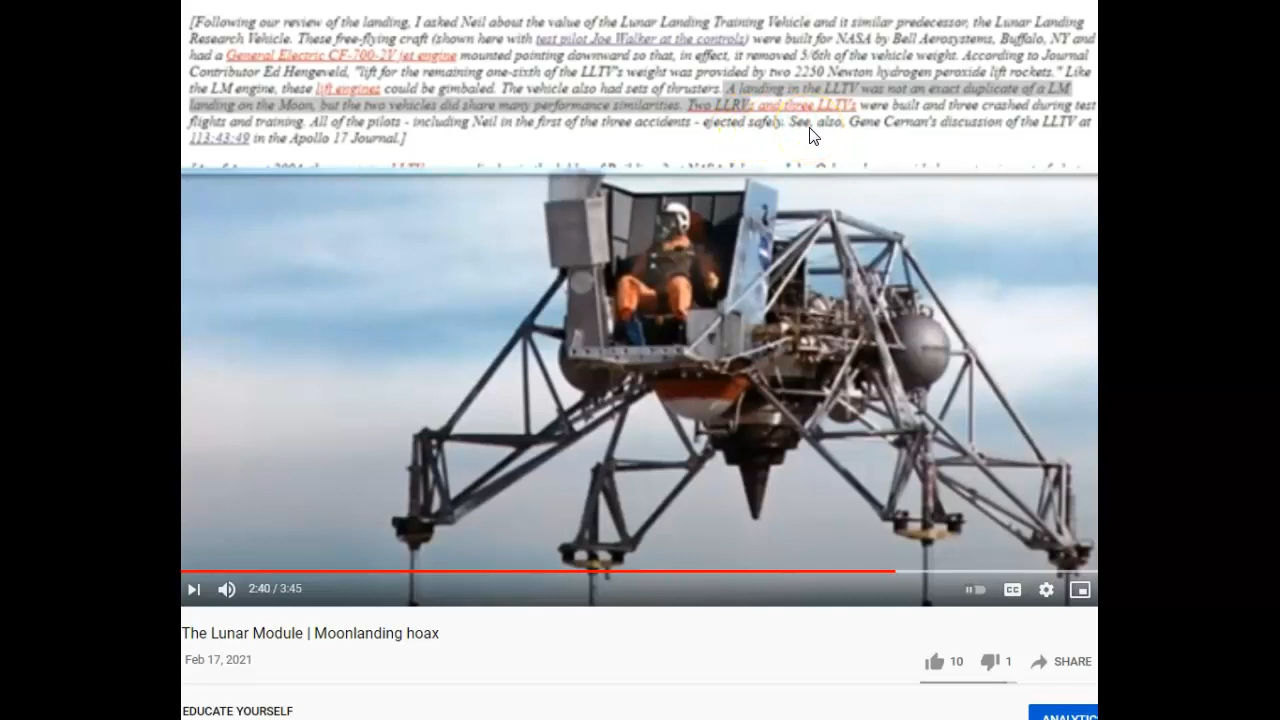 [Following our review of the landing, I asked Neil about the value of the Lunar Landing Training Vehicle and it similar predecessor, the Lunar Landing
Research Vehicle. These free-flying craft (shown here with test pilot Joe Walker at the controls) were built for NASA by Bell Aerosystems, Buffalo, NY and
had a General Electric CF-700-2V jet engine mounted pointing downward so that, in effect, it removed 5/6th of the vehicle weight. According to Journal
Contributor Ed Hengeveld, "lift for the remaining one-sixth of the LLTV's weight was provided by two 2250 Newton hydrogen peroxide lift rockets." Like
the LM engine, these lift engines could be gimbaled. The vehicle also had sets of thrusters. A landing in the LLTV was not an exact duplicate of a LM
landing on the Moon, but the two vehicles did share many performance similarities. Two LLRVs and three LLTVs were built and three crashed during test
flights and training. All of the pilots - including Neil in the first of the three accidents - ejected safely. See, also, Gene Cernan's discussion of the LLTV at
113:43:49 in the Apollo 17 Journal.]
2:40 / 3:45
CC
The Lunar Module | Moonlanding hoax
Feb 17, 2021
10 1 SHARE
EDUCATE YOURSELF